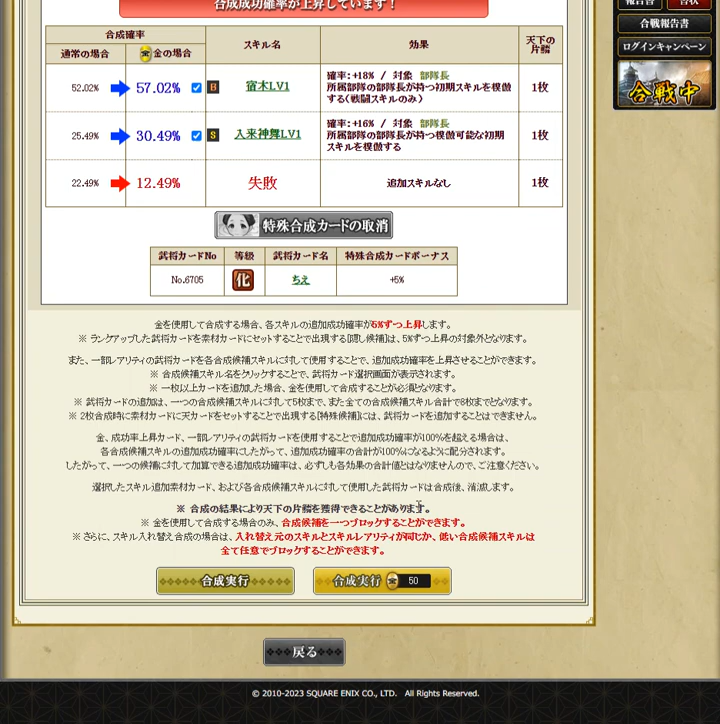 合成成功確率が上昇しています！
報告書 書状
合戦報告書
ログインキャンペーン
合戦中
合成確率 スキル名 効果 天下の片勝
通常の場合 金の場合
52.02% 57.02% B 宿木LV1 確率：+18% / 対象 部隊長
所属部隊の部隊長が持つ初期スキルを模倣する(戦闘スキルのみ) 1枚
25.49% 30.49% S 入来神舞LV1 確率：+16% / 対象 部隊長
所属部隊の部隊長が持つ模倣可能な初期スキルを模倣する 1枚
22.49% 12.49% 失敗 追加スキルなし 1枚
特殊合成カードの取消
武将カードNo 等級 武将カード名 特殊合成カードボーナス
No.6705 化 ちえ +5%
金を使用して合成する場合、各スキルの追加成功確率が5%ずつ上昇します。
※ ランクアップした武将カードを素材カードにセットすることで出現する[隠し候補]は、5%ずつ上昇の対象外となります。
また、一部レアリティの武将カードを各合成候補スキルに対して使用することで、追加成功確率を上昇させることができます。
※ 合成候補スキル名をクリックすることで、武将カード選択画面が表示されます。
※ 一枚以上カードを追加した場合、金を使用して合成することが必須となります。
※ 武将カードの追加は、一つの合成候補スキルに対して5枚まで、また全ての合成候補スキル合計で8枚までとなります。
※ 2枚合成時に素材カードに天カードをセットすることで出現する[特殊候補]には、武将カードを追加することはできません。
金、成功率上昇カード、一部レアリティの武将カードを使用することで追加成功確率が100%を超える場合は、
各合成候補スキルの追加成功確率にしたがって、追加成功確率の合計が100%になるように配分されます。
したがって、一つの候補に対して加算できる追加成功確率は、必ずしも各効果の合計値とはなりませんので、ご注意ください。
選択したスキル追加素材カード、および各合成候補スキルに対して使用した武将カードは合成後、消滅します。
※ 合成の結果により天下の片勝を獲得できることがあります。
※ 金を使用して合成する場合のみ、合成候補を一つブロックすることができます。
※ さらに、スキル入れ替え合成の場合は、入れ替え元のスキルとスキルレアリティが同じか、低い合成候補スキルは
全て任意でブロックすることができます。
合成実行 合成実行 50
戻る
© 2010-2023 SQUARE ENIX CO., LTD. All Rights Reserved.